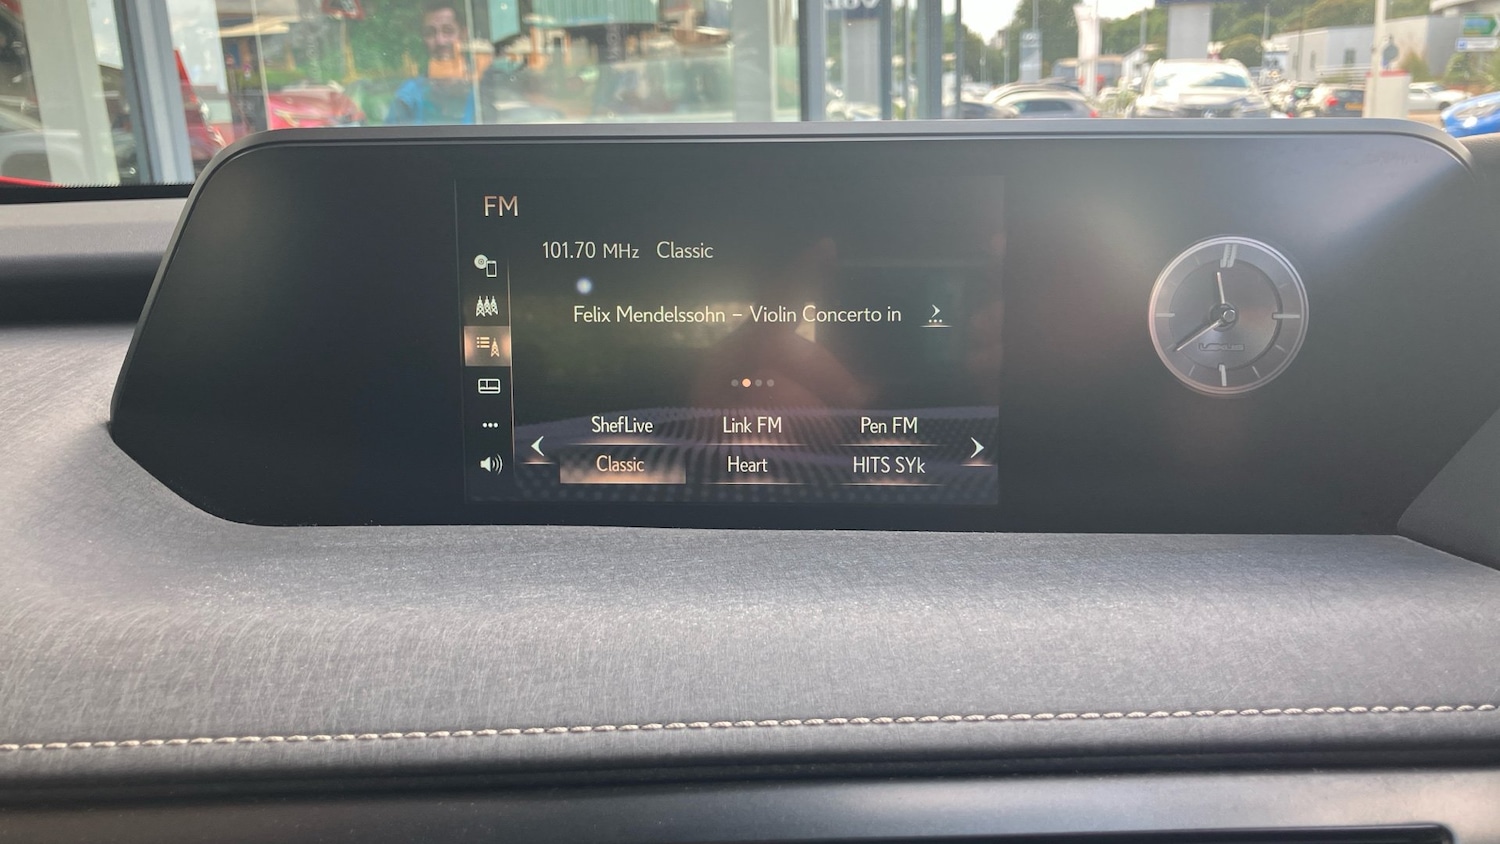 FM
101.70 MHz Classic
Felix Mendelssohn – Violin Concerto in
ShefLive Link FM Pen FM
Classic Heart HITS SYk
LEXUS